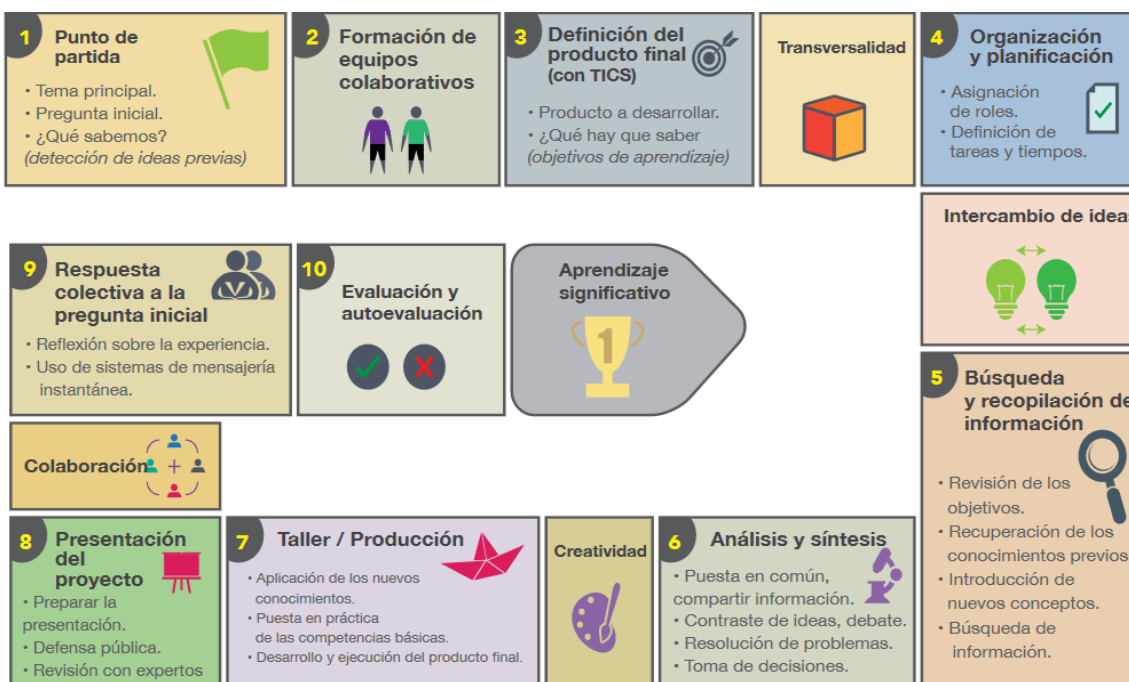 1
Punto de
partida
• Tema principal.
• Pregunta inicial.
• ¿Qué sabemos?
(detección de ideas previas)
2
Formación de
equipos
colaborativos
3
Definición del
producto final
(con TICS)
• Producto a desarrollar.
• ¿Qué hay que saber
(objetivos de aprendizaje)
Transversalidad
4
Organización
y planificación
• Asignación
de roles.
• Definición de
tareas y tiempos.
Intercambio de ideas
5
Búsqueda
y recopilación de
información
• Revisión de los
objetivos.
• Recuperación de los
conocimientos previos
• Introducción de
nuevos conceptos.
• Búsqueda de
información.
6
Análisis y síntesis
• Puesta en común,
compartir información.
• Contraste de ideas, debate.
• Resolución de problemas.
• Toma de decisiones.
Creatividad
7
Taller / Producción
• Aplicación de los nuevos
conocimientos.
• Puesta en práctica
de las competencias básicas.
• Desarrollo y ejecución del producto final.
8
Presentación
del
proyecto
• Preparar la
presentación.
• Defensa pública.
• Revisión con expertos
Colaboración
9
Respuesta
colectiva a la
pregunta inicial
• Reflexión sobre la experiencia.
• Uso de sistemas de mensajería
instantánea.
10
Evaluación y
autoevaluación
Aprendizaje
significativo
1